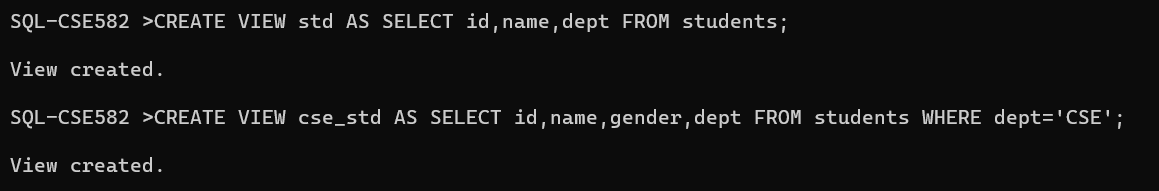 SQL-CSE582 >CREATE VIEW std AS SELECT id,name,dept FROM students;
View created.
SQL-CSE582 >CREATE VIEW cse_std AS SELECT id,name,gender,dept FROM students WHERE dept='CSE';
View created.